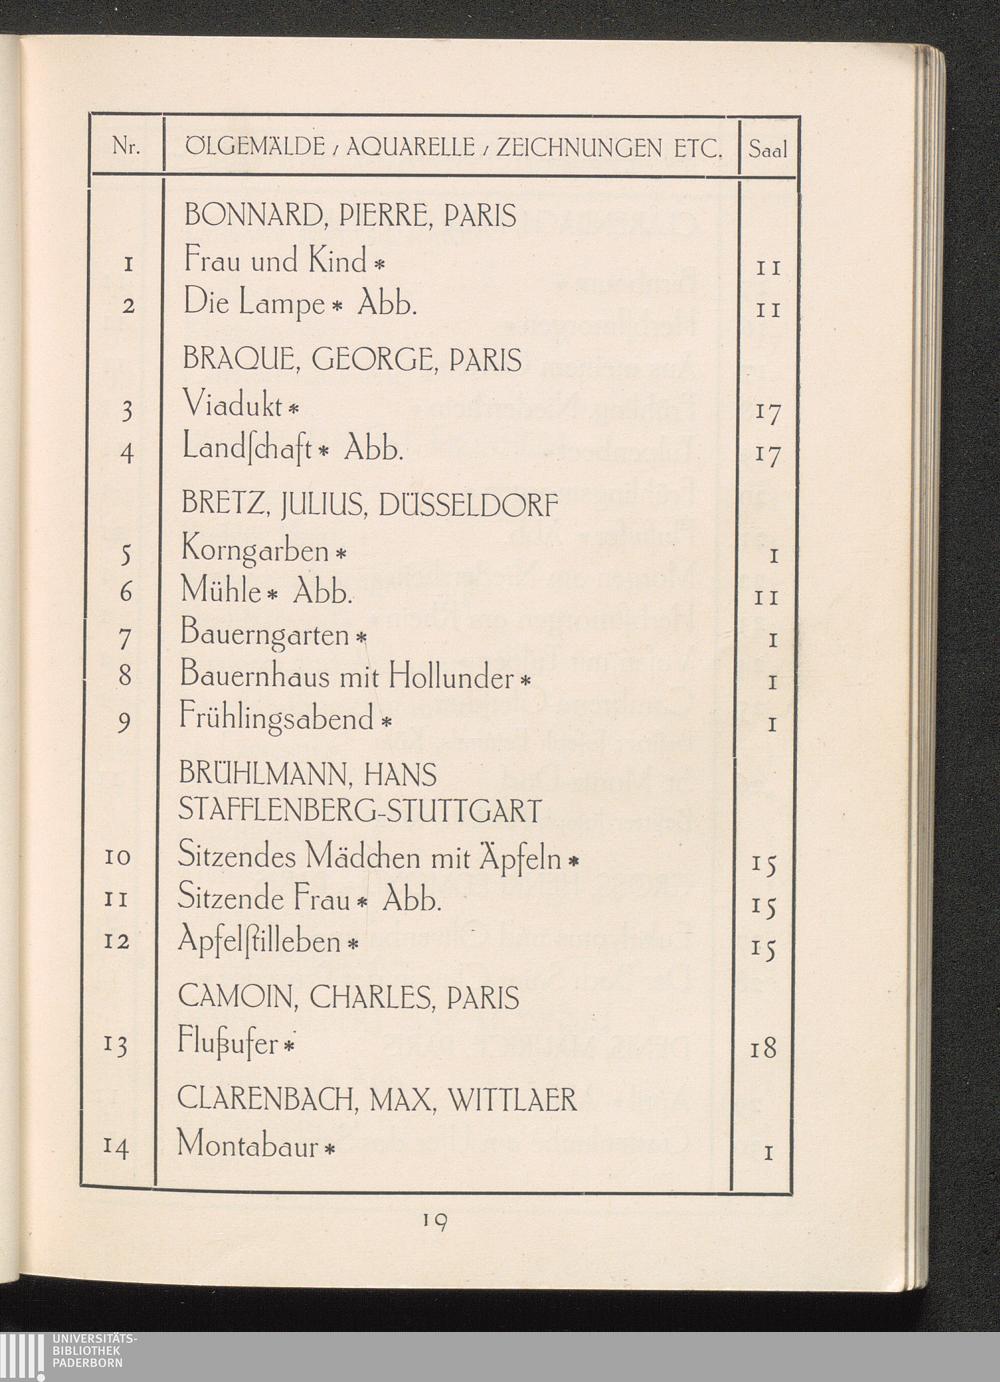 Nr. ÖLGEMÄLDE / AQUARELLE / ZEICHNUNGEN ETC. Saal
BONNARD, PIERRE, PARIS
1 Frau und Kind * 11
2 Die Lampe * Abb. 11
BRAQUE, GEORGE, PARIS
3 Viadukt * 17
4 Landſchaft * Abb. 17
BRETZ, JULIUS, DÜSSELDORF
5 Korngarben * 1
6 Mühle * Abb. 11
7 Bauerngarten * 1
8 Bauernhaus mit Hollunder * 1
9 Frühlingsabend * 1
BRÜHLMANN, HANS
STAFFLENBERG-STUTTGART
10 Sitzendes Mädchen mit Äpfeln * 15
11 Sitzende Frau * Abb. 15
12 Apfelſtilleben * 15
CAMOIN, CHARLES, PARIS
13 Flußufer * 18
CLARENBACH, MAX, WITTLAER
14 Montabaur * 1
19
UNIVERSITÄTS-
BIBLIOTHEK
PADERBORN